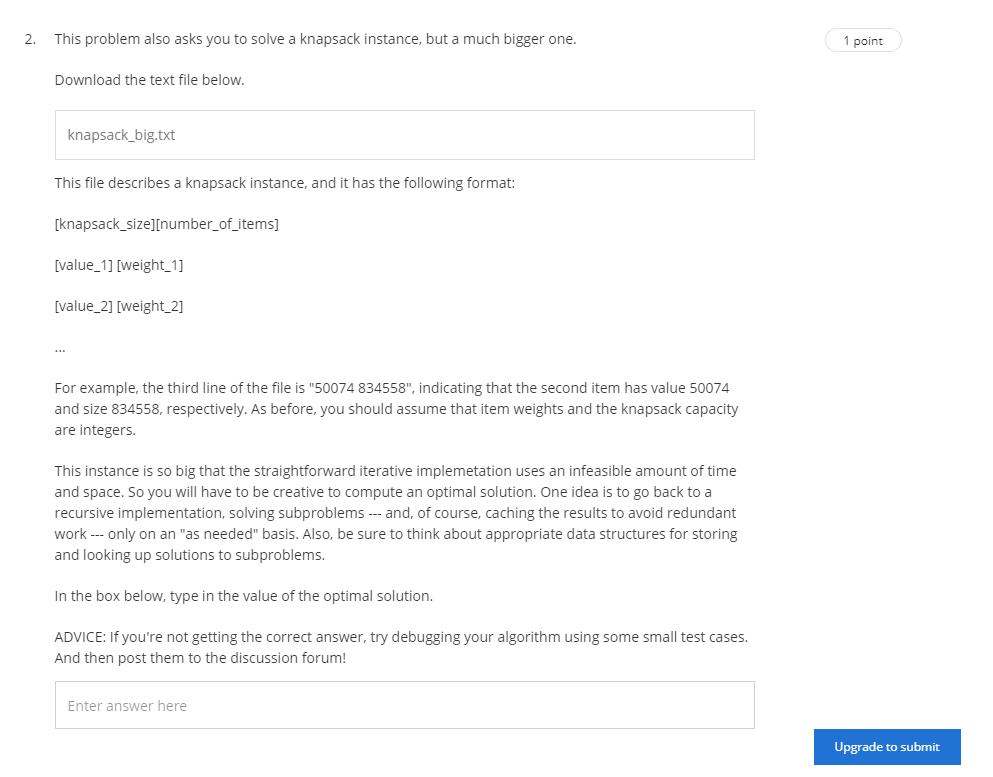 2. This problem also asks you to solve a knapsack instance, but a much bigger one.
1 point
Download the text file below.
knapsack_big.txt
This file describes a knapsack instance, and it has the following format:
[knapsack_size][number_of_items]
[value_1] [weight_1]
[value_2] [weight_2]
...
For example, the third line of the file is "50074 834558", indicating that the second item has value 50074
and size 834558, respectively. As before, you should assume that item weights and the knapsack capacity
are integers.
This instance is so big that the straightforward iterative implemetation uses an infeasible amount of time
and space. So you will have to be creative to compute an optimal solution. One idea is to go back to a
recursive implementation, solving subproblems --- and, of course, caching the results to avoid redundant
work --- only on an "as needed" basis. Also, be sure to think about appropriate data structures for storing
and looking up solutions to subproblems.
In the box below, type in the value of the optimal solution.
ADVICE: If you're not getting the correct answer, try debugging your algorithm using some small test cases.
And then post them to the discussion forum!
Enter answer here
Upgrade to submit